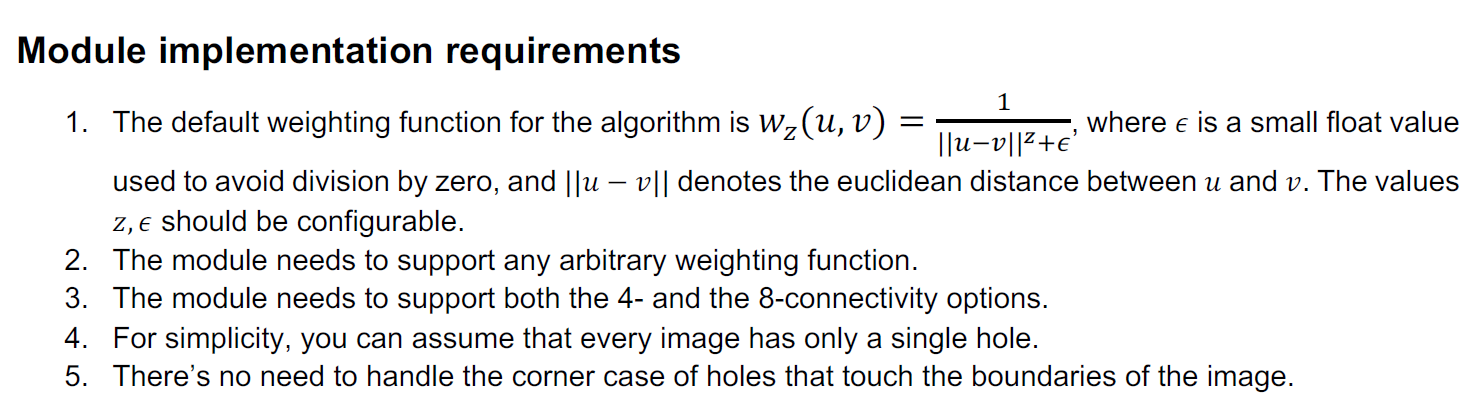 Module implementation requirements
1. The default weighting function for the algorithm is w_z(u, v) = 1 / (||u−v||^z+ϵ), where ϵ is a small float value
used to avoid division by zero, and ||u − v|| denotes the euclidean distance between u and v. The values
z, ϵ should be configurable.
2. The module needs to support any arbitrary weighting function.
3. The module needs to support both the 4- and the 8-connectivity options.
4. For simplicity, you can assume that every image has only a single hole.
5. There’s no need to handle the corner case of holes that touch the boundaries of the image.